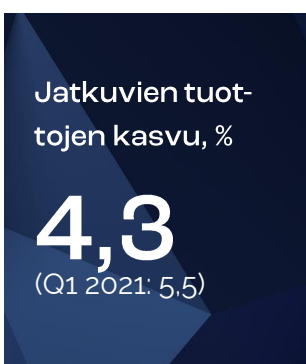 Jatkuvien tuot-
tojen kasvu, %
4,3
(Q1 2021: 5,5)